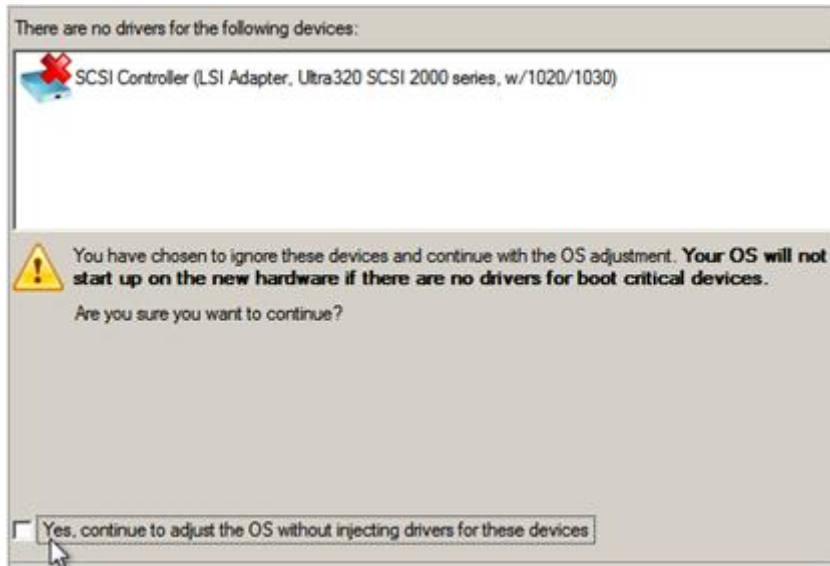 There are no drivers for the following devices:
SCSI Controller (LSI Adapter, Ultra320 SCSI 2000 series, w/1020/1030)
You have chosen to ignore these devices and continue with the OS adjustment. Your OS will not
start up on the new hardware if there are no drivers for boot critical devices.
Are you sure you want to continue?
Yes, continue to adjust the OS without injecting drivers for these devices